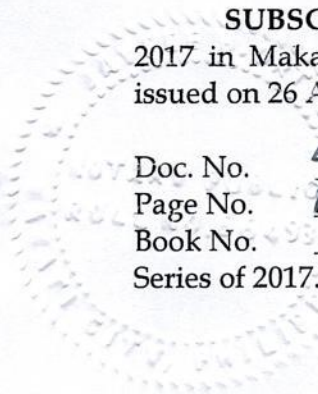 SUBSC
2017 in Maka
issued on 26 A
Doc. No.
Page No.
Book No.
Series of 2017.